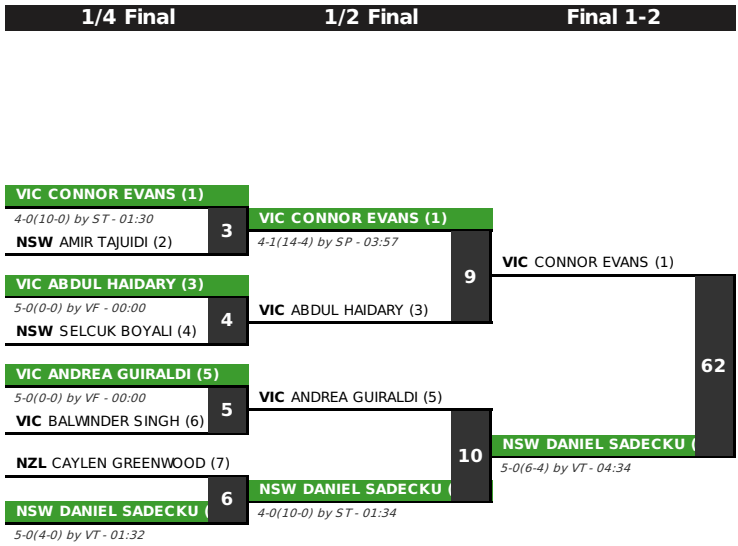 1/4 Final 1/2 Final Final 1-2
VIC CONNOR EVANS (1)
4-0(10-0) by ST - 01:30
NSW AMIR TAJUIDI (2)
3
VIC ABDUL HAIDARY (3)
5-0(0-0) by VF - 00:00
NSW SELCUK BOYALI (4)
4
VIC ANDREA GUIRALDI (5)
5-0(0-0) by VF - 00:00
VIC BALWINDER SINGH (6)
5
NZL CAYLEN GREENWOOD (7)
6
NSW DANIEL SADECKU (
5-0(4-0) by VT - 01:32
VIC CONNOR EVANS (1)
4-1(14-4) by SP - 03:57
9
VIC ABDUL HAIDARY (3)
VIC ANDREA GUIRALDI (5)
10
NSW DANIEL SADECKU (
4-0(10-0) by ST - 01:34
VIC CONNOR EVANS (1)
62
NSW DANIEL SADECKU (
5-0(6-4) by VT - 04:34